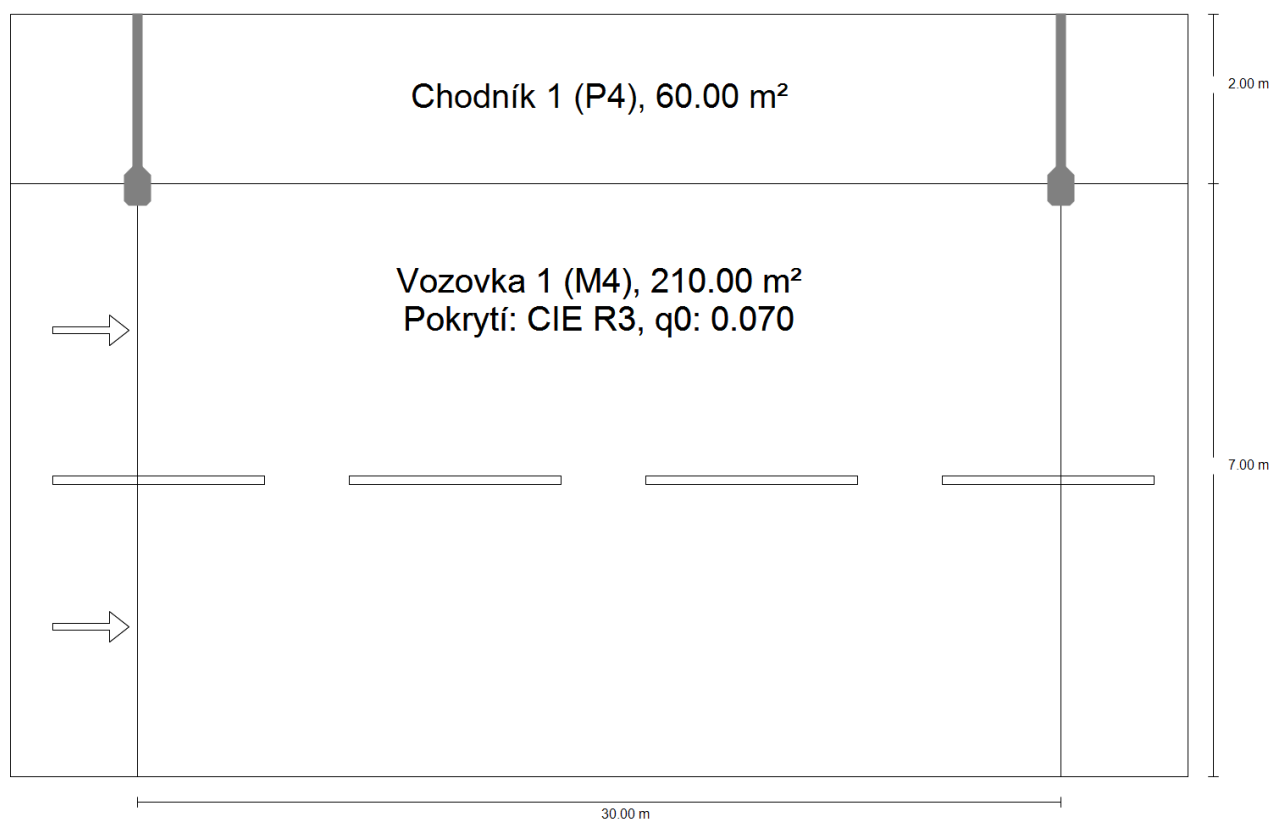 Chodník 1 (P4), 60.00 m²
2.00 m
Vozovka 1 (M4), 210.00 m²
Pokrytí: CIE R3, q0: 0.070
7.00 m
30.00 m